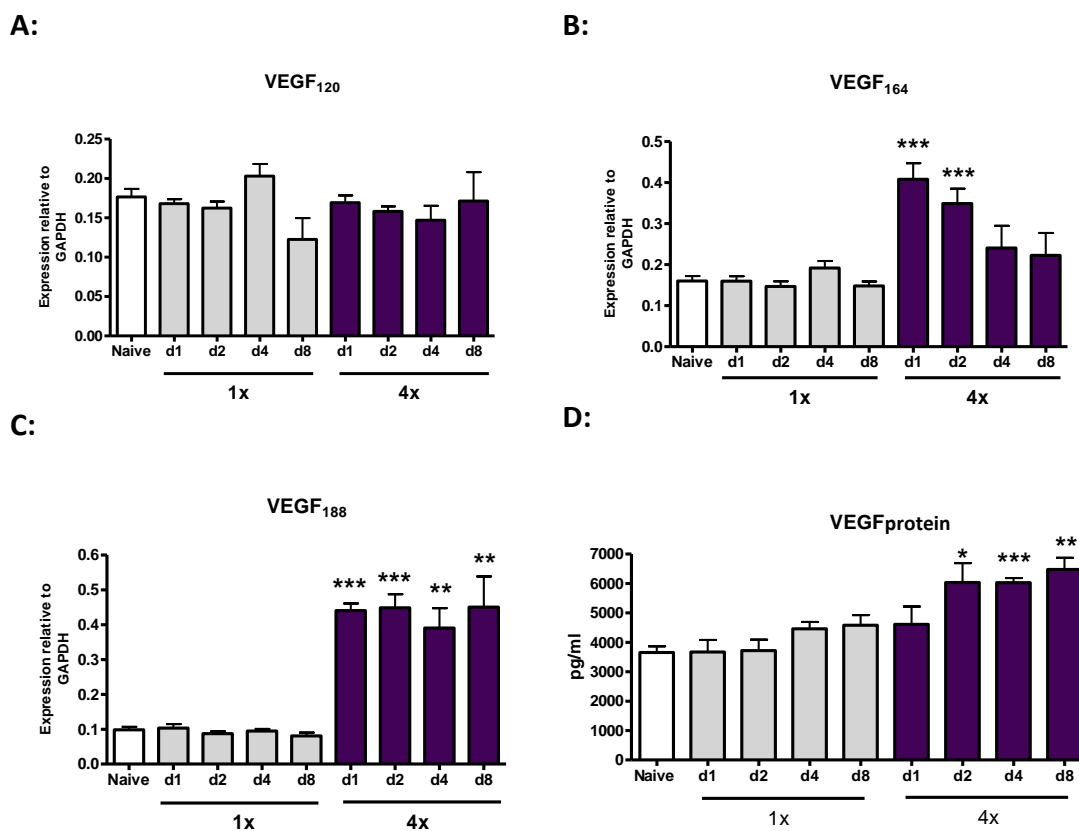 A:
VEGF120
Expression relative to
GAPDH
0.25
0.20
0.15
0.10
0.05
0.00
Naive d1 d2 d4 d8 d1 d2 d4 d8
1x 4x
B:
VEGF164
Expression relative to
GAPDH
0.5
0.4
0.3
0.2
0.1
0.0
*** ***
Naive d1 d2 d4 d8 d1 d2 d4 d8
1x 4x
C:
VEGF188
Expression relative to
GAPDH
0.6
0.5
0.4
0.3
0.2
0.1
0.0
*** *** ** **
Naive d1 d2 d4 d8 d1 d2 d4 d8
1x 4x
D:
VEGFprotein
pg/ml
7000
6000
5000
4000
3000
2000
1000
0
* *** **
Naive d1 d2 d4 d8 d1 d2 d4 d8
1x 4x